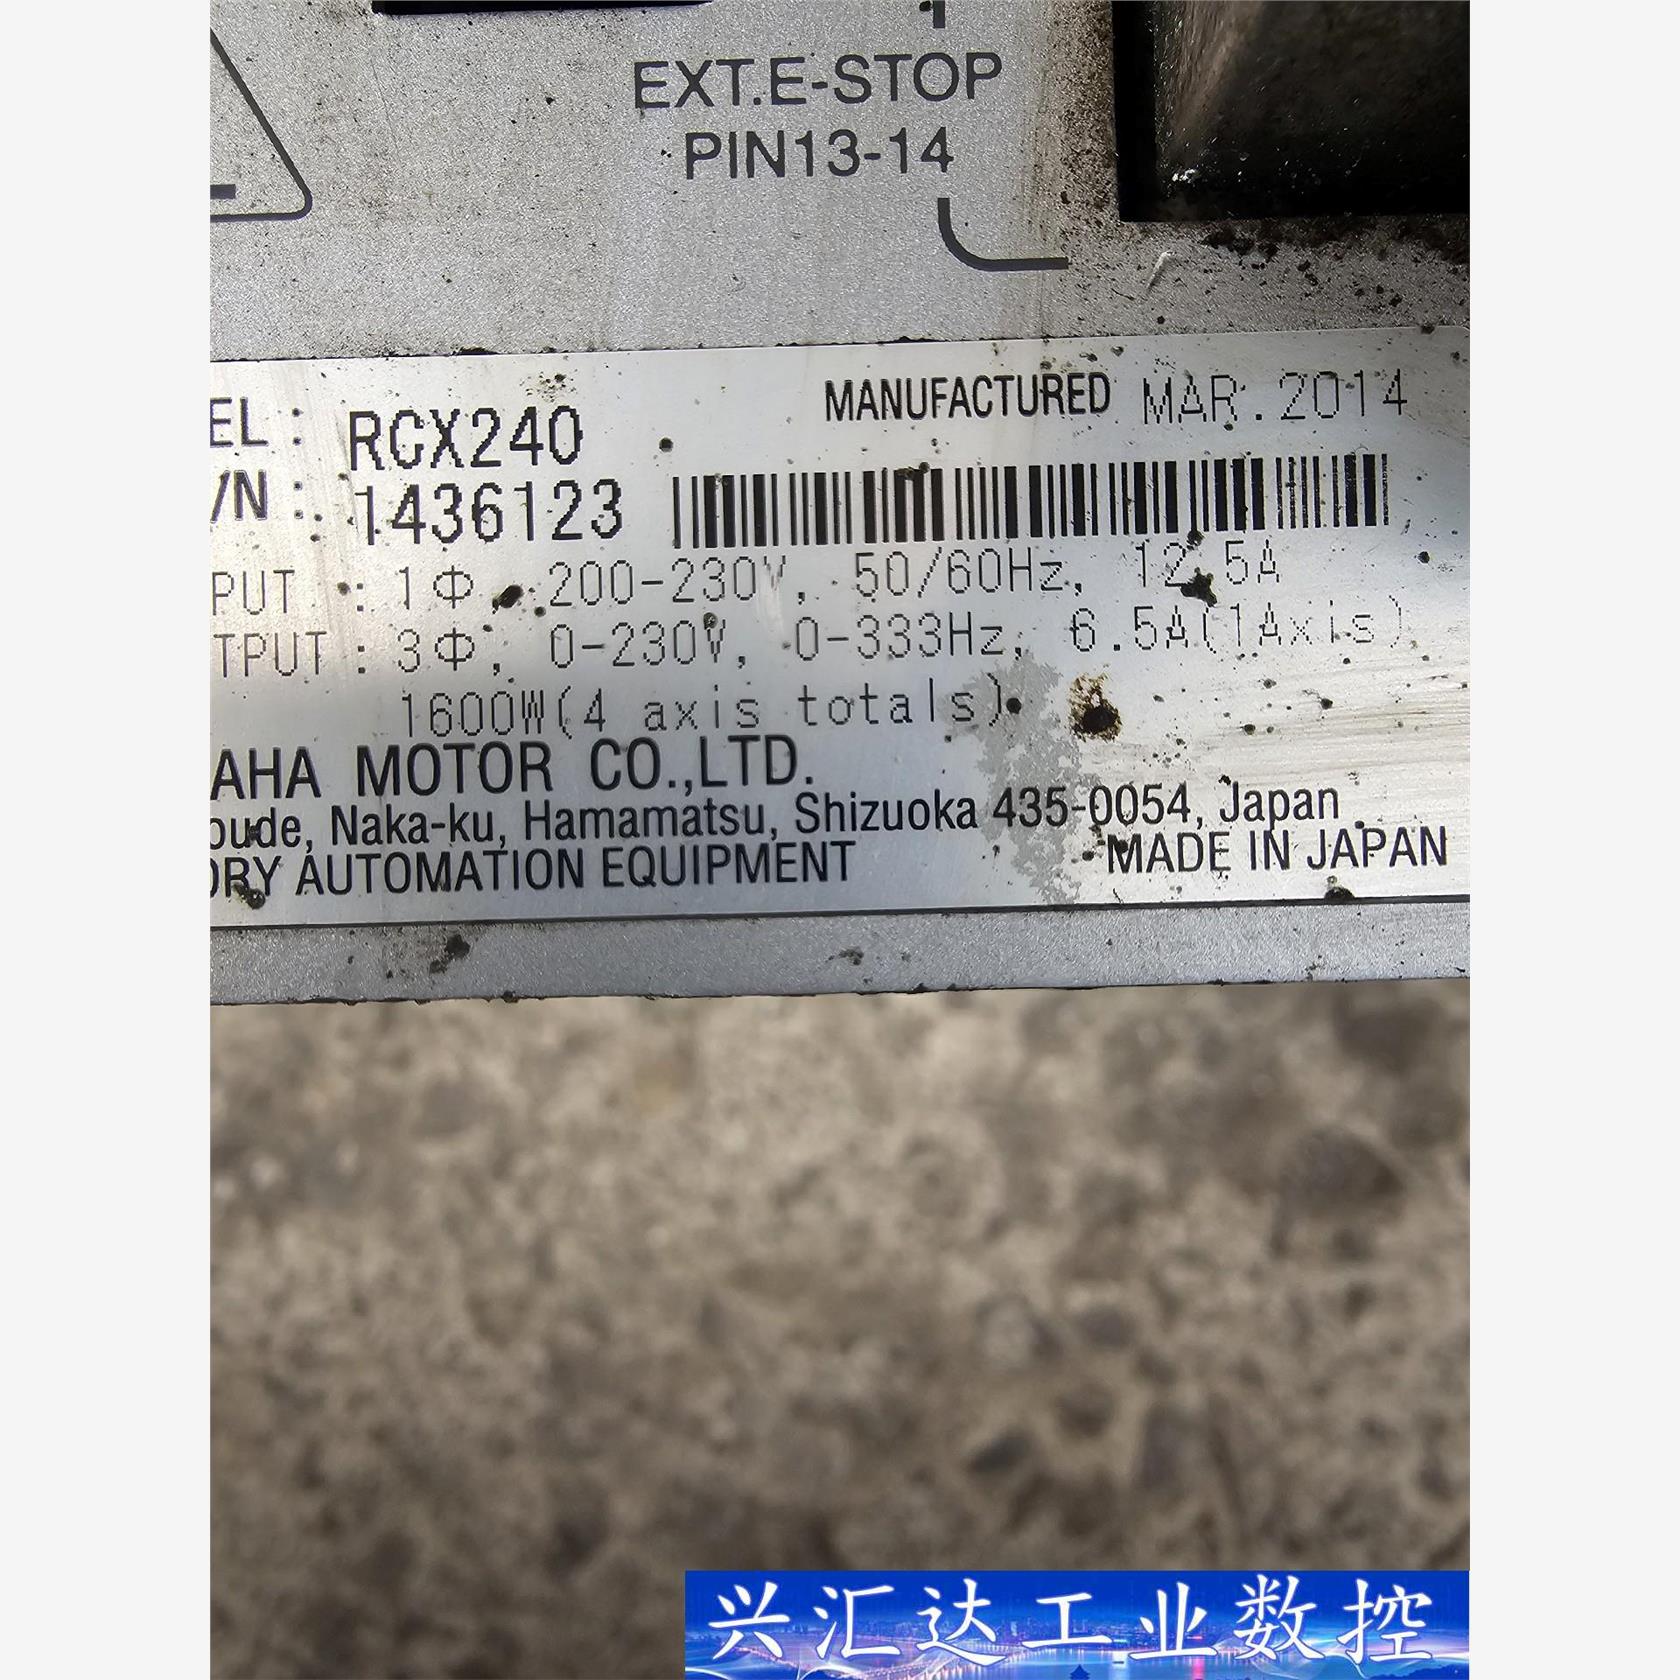 EXT.E-STOP
PIN13-14
EL : RCX240 MANUFACTURED MAR. 2014
/N : 1436123
PUT : 1Φ, 200-230V, 50/60Hz, 12.5A
TPUT : 3Φ, 0-230V, 0-333Hz, 6.5A(1Axis)
1600W(4 axis totals)
AHA MOTOR CO.,LTD.
oude, Naka-ku, Hamamatsu, Shizuoka 435-0054, Japan
ORY AUTOMATION EQUIPMENT MADE IN JAPAN
兴汇达工业数控